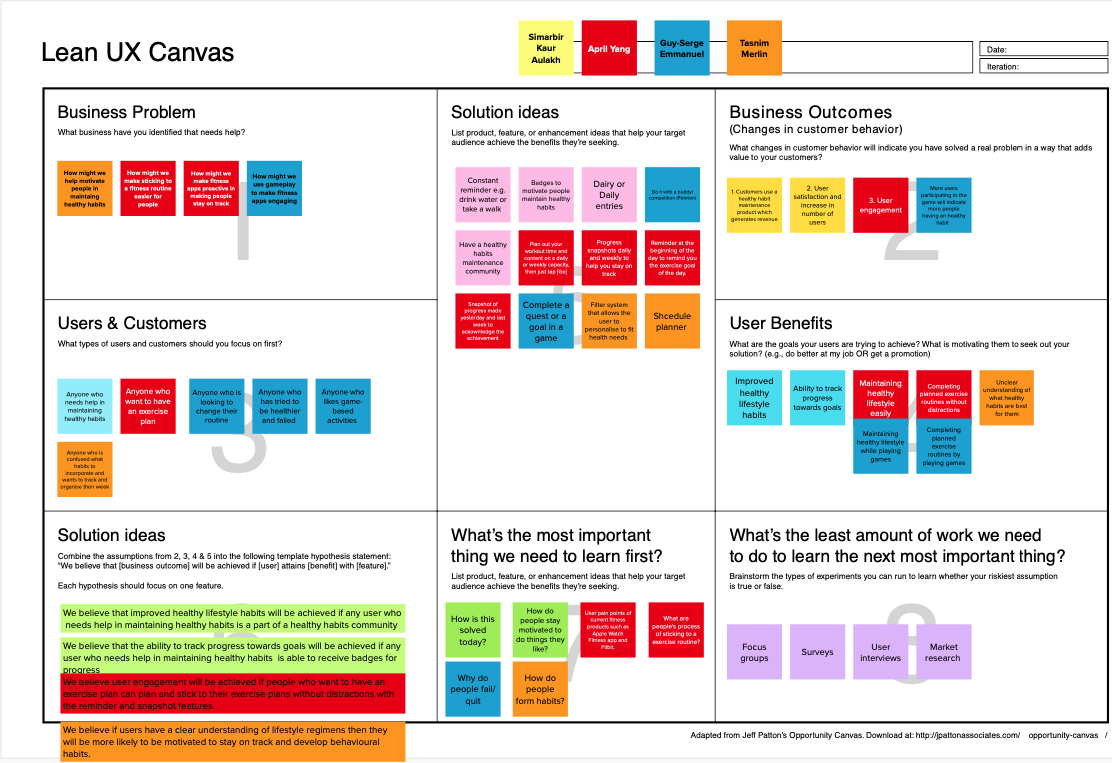 Lean UX Canvas
Simarbir
Kaur
Aulakh
April Yang
Guy-Serge
Emmanuel
Tasnim
Merlin
Date:
Iteration:
Business Problem
What business have you identified that needs help?
How might we
help motivate
people in
maintaing
healthy habits
How might we
make sticking to
a fitness routine
easier for
people
How might we
make fitness
apps proactive in
making people
stay on track
How might we
use gameplay
to make fitness
apps engaging
1
Solution ideas
List product, feature, or enhancement ideas that help your target
audience achieve the benefits they're seeking.
Constant
reminder e.g.
drink water or
take a walk
Badges to
motivate people
maintain healthy
habits
Dairy or
Daily
entries
Do it with a buddy/
competition (Peloton)
Have a healthy
habits
maintenance
community
Plan out your
workout time and
content on a daily
or weekly capacity,
then just tap [Go]
Progress
snapshots daily
and weekly to
help you stay on
track
Reminder at the
beginning of the
day to remind you
the exercise goal
of the day.
Snapshot of
progress made
yesterday and last
week to
ackownledge the
achievement
Complete a
quest or a
goal in a
game
Filter system
that allows the
user to
personalise to fit
health needs
Shcedule
planner
Business Outcomes
(Changes in customer behavior)
What changes in customer behavior will indicate you have solved a real problem in a way that adds
value to your customers?
1. Customers use a
healthy habit
maintenance
product which
generates revenue
2. User
satisfaction and
increase in
number of
users
3. User
engagement
More users
participating in the
game will indicate
more people
having an healthy
habit
2
Users & Customers
What types of users and customers should you focus on first?
Anyone who
needs help in
maintaining
healthy habits
Anyone who
want to have
an exercise
plan
Anyone who is
looking to
change their
routine
Anyone who
has tried to
be healthier
and failed
Anyone who
likes game-
based
activities
Anyone who is
confused what
habits to
incorporate and
wants to track and
organise their week
3
User Benefits
What are the goals your users are trying to achieve? What is motivating them to seek out your
solution? (e.g., do better at my job OR get a promotion)
Improved
healthy
lifestyle
habits
Ability to track
progress
towards goals
Maintaining
healthy
lifestyle
easily
Completing
planned exercise
routines without
distractions
Unclear
understanding of
what healthy
habits are best
for them
Maintaining
healthy lifestyle
while playing
games
Completing
planned
exercise
routines by
playing games
Solution ideas
Combine the assumptions from 2, 3, 4 & 5 into the following template hypothesis statement:
"We believe that [business outcome] will be achieved if [user] attains [benefit] with [feature]."
Each hypothesis should focus on one feature.
We believe that improved healthy lifestyle habits will be achieved if any user who
needs help in maintaining healthy habits is a part of a healthy habits community
We believe that the ability to track progress towards goals will be achieved if any
user who needs help in maintaining healthy habits is able to receive badges for
progress
We believe user engagement will be achieved if people who want to have an
exercise plan can plan and stick to their exercise plans without distractions with
the reminder and snapshot features.
We believe if users have a clear understanding of lifestyle regimens then they
will be more likely to be motivated to stay on track and develop behavioural
habits.
What's the most important
thing we need to learn first?
List product, feature, or enhancement ideas that help your target
audience achieve the benefits they're seeking.
How is this
solved
today?
How do
people stay
motivated to
do things they
like?
User pain points of
current fitness
products such as
Apple Watch
Fitness app and
Fitbit.
What are
people's process
of sticking to a
exercise routine?
Why do
people fail/
quit
How do
people
form habits?
7
What's the least amount of work we need
to do to learn the next most important thing?
Brainstorm the types of experiments you can run to learn whether your riskiest assumption
is true or false.
Focus
groups
Surveys
User
interviews
Market
research
8
Adapted from Jeff Patton's Opportunity Canvas. Download at: http://jpattonassociates.com/ opportunity-canvas /